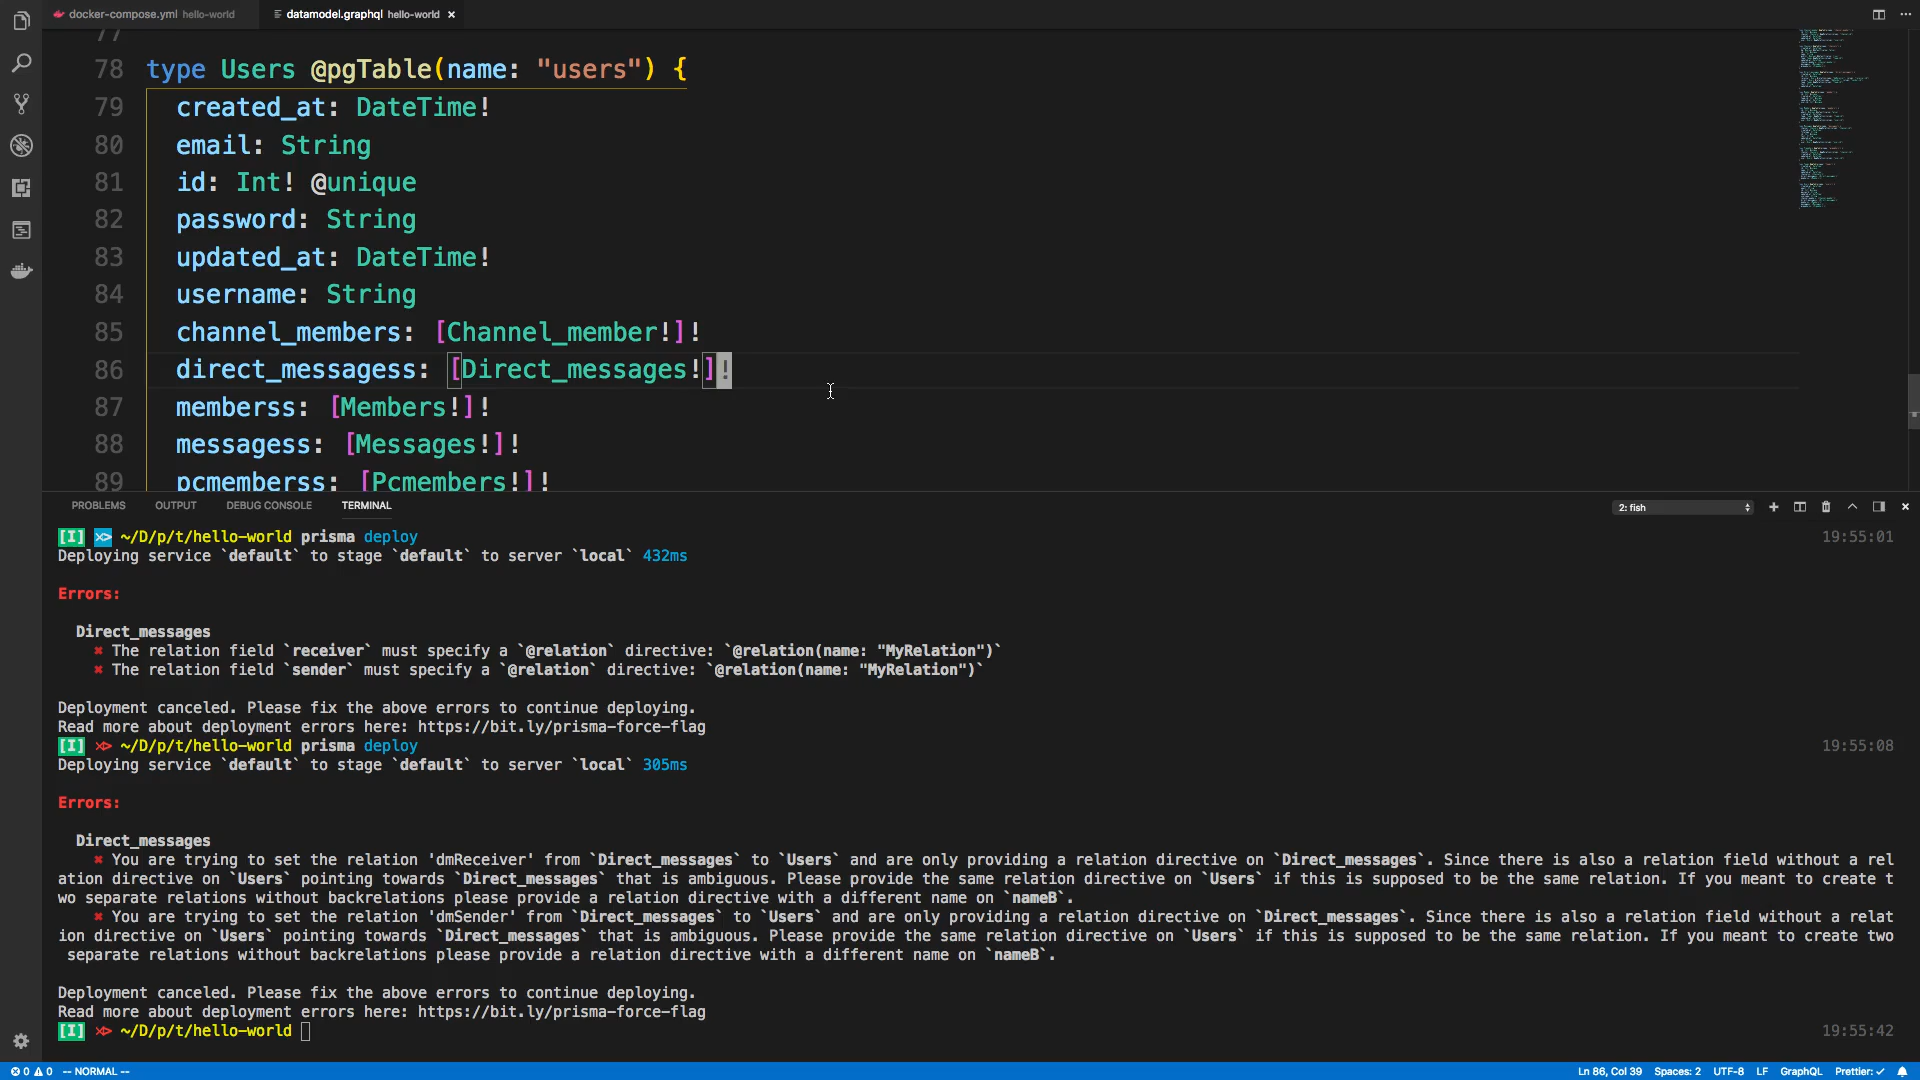 docker-compose.yml hello-world
datamodel.graphql hello-world
77
78 type Users @pgTable(name: "users") {
79 created_at: DateTime!
80 email: String
81 id: Int! @unique
82 password: String
83 updated_at: DateTime!
84 username: String
85 channel_members: [Channel_member!]!
86 direct_messagess: [Direct_messages!]!
87 memberss: [Members!]!
88 messagess: [Messages!]!
89 pcmemberss: [Pcmembers!]!
PROBLEMS OUTPUT DEBUG CONSOLE TERMINAL 2: fish
[I] >> ~/D/p/t/hello-world prisma deploy 19:55:01
Deploying service `default` to stage `default` to server `local` 432ms
Errors:
Direct_messages
✖ The relation field `receiver` must specify a `@relation` directive: `@relation(name: "MyRelation")`
✖ The relation field `sender` must specify a `@relation` directive: `@relation(name: "MyRelation")`
Deployment canceled. Please fix the above errors to continue deploying.
Read more about deployment errors here: https://bit.ly/prisma-force-flag
[I] >> ~/D/p/t/hello-world prisma deploy 19:55:08
Deploying service `default` to stage `default` to server `local` 305ms
Errors:
Direct_messages
✖ You are trying to set the relation 'dmReceiver' from `Direct_messages` to `Users` and are only providing a relation directive on `Direct_messages`. Since there is also a relation field without a rel
ation directive on `Users` pointing towards `Direct_messages` that is ambiguous. Please provide the same relation directive on `Users` if this is supposed to be the same relation. If you meant to create t
wo separate relations without backrelations please provide a relation directive with a different name on `nameB`.
✖ You are trying to set the relation 'dmSender' from `Direct_messages` to `Users` and are only providing a relation directive on `Direct_messages`. Since there is also a relation field without a relat
ion directive on `Users` pointing towards `Direct_messages` that is ambiguous. Please provide the same relation directive on `Users` if this is supposed to be the same relation. If you meant to create two
separate relations without backrelations please provide a relation directive with a different name on `nameB`.
Deployment canceled. Please fix the above errors to continue deploying.
Read more about deployment errors here: https://bit.ly/prisma-force-flag
[I] >> ~/D/p/t/hello-world 19:55:42
0 0 -- NORMAL -- Ln 86, Col 39 Spaces: 2 UTF-8 LF GraphQL Prettier: ✓